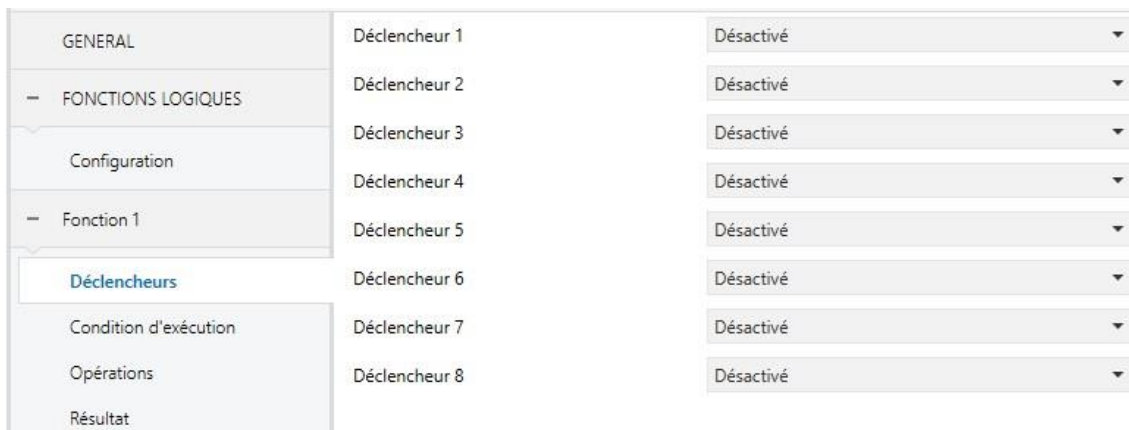 GENERAL
FONCTIONS LOGIQUES
Configuration
Fonction 1
Déclencheurs
Condition d'exécution
Opérations
Résultat
Déclencheur 1 Désactivé
Déclencheur 2 Désactivé
Déclencheur 3 Désactivé
Déclencheur 4 Désactivé
Déclencheur 5 Désactivé
Déclencheur 6 Désactivé
Déclencheur 7 Désactivé
Déclencheur 8 Désactivé